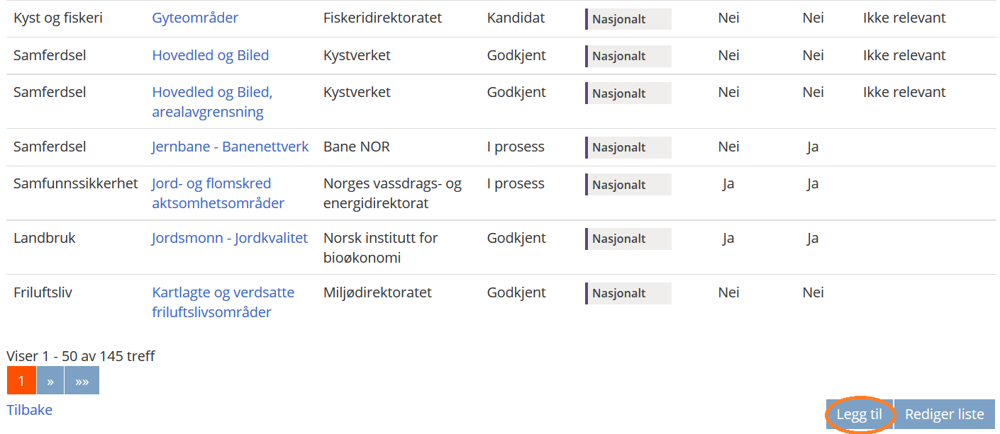 Kyst og fiskeri Gyteområder Fiskeridirektoratet Kandidat Nasjonalt Nei Nei Ikke relevant
Samferdsel Hovedled og Biled Kystverket Godkjent Nasjonalt Nei Nei Ikke relevant
Samferdsel Hovedled og Biled, Kystverket Godkjent Nasjonalt Nei Nei Ikke relevant
arealavgrensning
Samferdsel Jernbane - Banenettverk Bane NOR I prosess Nasjonalt Nei Ja
Samfunnssikkerhet Jord- og flomskred Norges vassdrags- og I prosess Nasjonalt Ja Ja
aktsomhetsområder energidirektorat
Landbruk Jordsmonn - Jordkvalitet Norsk institutt for Godkjent Nasjonalt Ja Ja
bioøkonomi
Friluftsliv Kartlagte og verdsatte Miljødirektoratet Godkjent Nasjonalt Nei Nei
friluftslivsområder
Viser 1 - 50 av 145 treff
1 » »»
Tilbake
Legg til Rediger liste